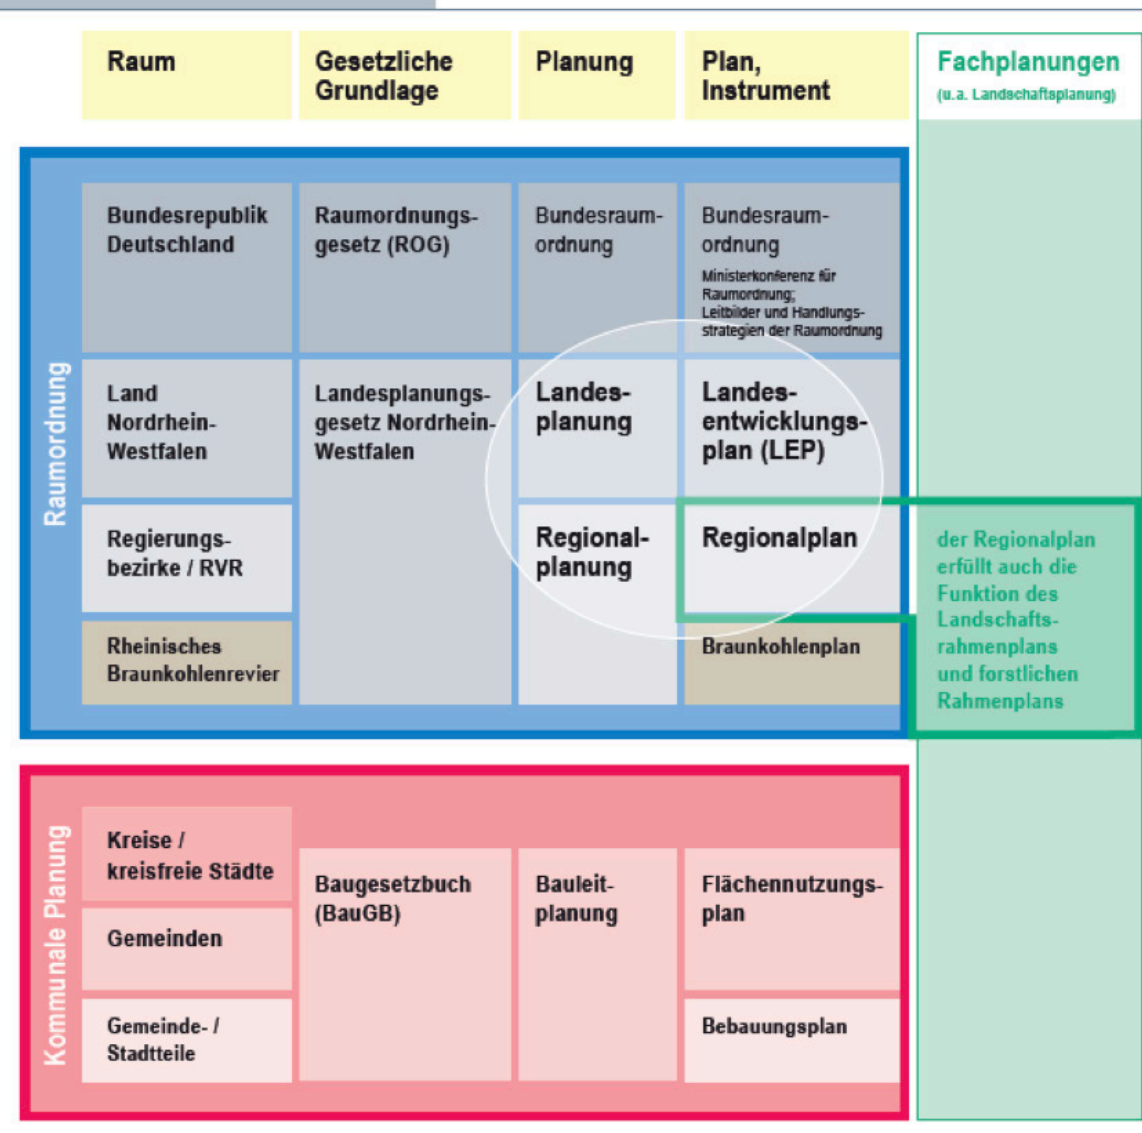 Raum
Gesetzliche
Grundlage
Planung
Plan,
Instrument
Fachplanungen
(u.a. Landschaftsplanung)
Raumordnung
Bundesrepublik
Deutschland
Raumordnungs-
gesetz (ROG)
Bundesraum-
ordnung
Bundesraum-
ordnung
Ministerkonferenz für
Raumordnung;
Leitbilder und Handlungs-
strategien der Raumordnung
Land
Nordrhein-
Westfalen
Landesplanungs-
gesetz Nordrhein-
Westfalen
Landes-
planung
Landes-
entwicklungs-
plan (LEP)
Regierungs-
bezirke / RVR
Regional-
planung
Regionalplan
der Regionalplan
erfüllt auch die
Funktion des
Landschafts-
rahmenplans
und forstlichen
Rahmenplans
Rheinisches
Braunkohlenrevier
Braunkohlenplan
Kommunale Planung
Kreise /
kreisfreie Städte
Baugesetzbuch
(BauGB)
Bauleit-
planung
Flächennutzungs-
plan
Gemeinden
Gemeinde- /
Stadtteile
Bebauungsplan